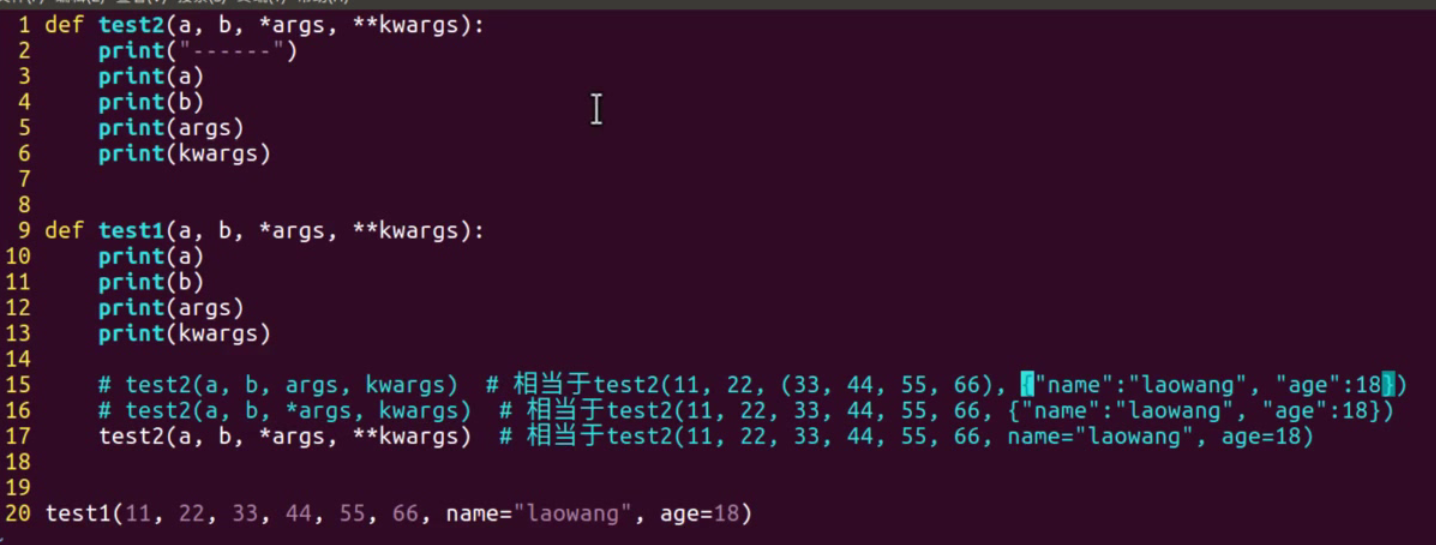 1 def test2(a, b, *args, **kwargs):
2     print("------")
3     print(a)
4     print(b)
5     print(args)
6     print(kwargs)
7
8
9 def test1(a, b, *args, **kwargs):
10     print(a)
11     print(b)
12     print(args)
13     print(kwargs)
14
15     # test2(a, b, args, kwargs)  # 相当于test2(11, 22, (33, 44, 55, 66), {"name":"laowang", "age":18})
16     # test2(a, b, *args, kwargs)  # 相当于test2(11, 22, 33, 44, 55, 66, {"name":"laowang", "age":18})
17     test2(a, b, *args, **kwargs)  # 相当于test2(11, 22, 33, 44, 55, 66, name="laowang", age=18)
18
19
20 test1(11, 22, 33, 44, 55, 66, name="laowang", age=18)